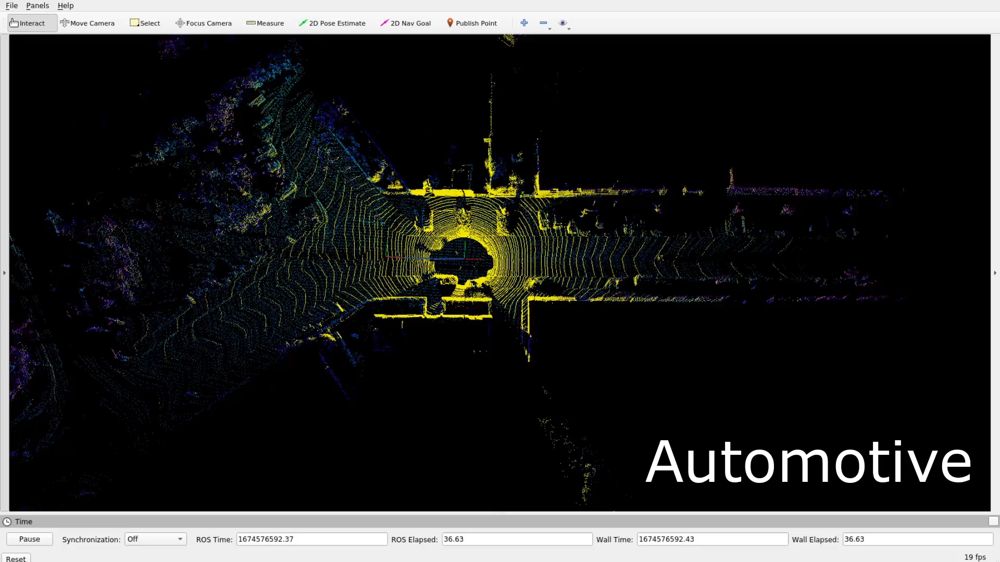 File Panels Help
Interact Move Camera Select Focus Camera Measure 2D Pose Estimate 2D Nav Goal Publish Point
Automotive
Time
Pause Synchronization: Off ROS Time: 1674576592.37 ROS Elapsed: 36.63 Wall Time: 1674576592.43 Wall Elapsed: 36.63
Reset 19 fps